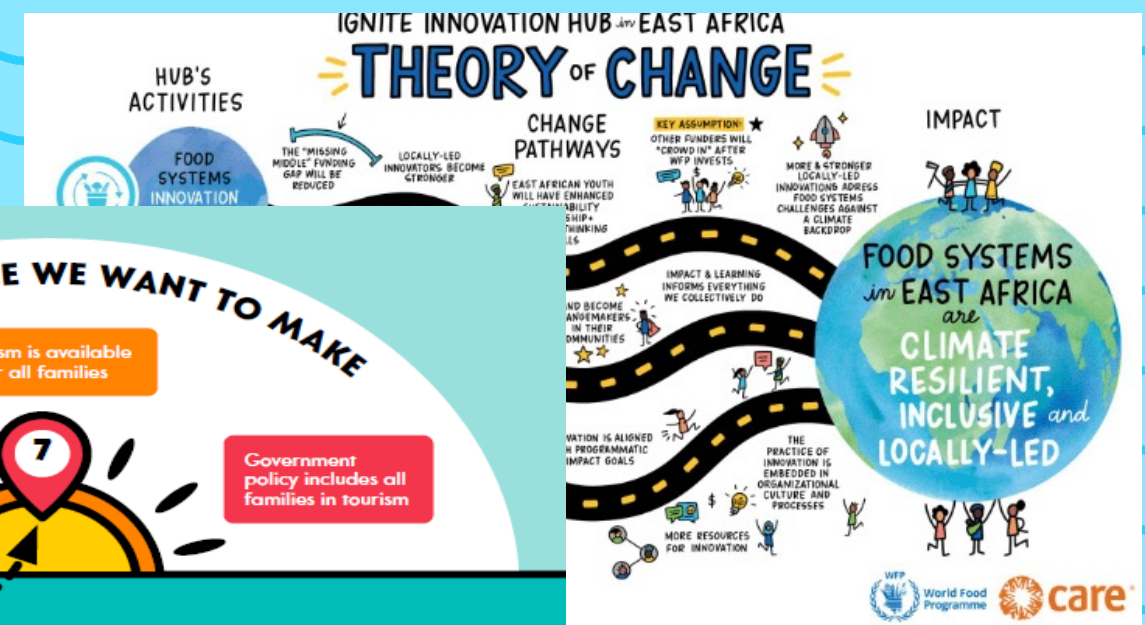 IGNITE INNOVATION HUB in EAST AFRICA
THEORY OF CHANGE
HUB'S
ACTIVITIES
FOOD
SYSTEMS
INNOVATION
THE "MISSING
MIDDLE" FUNDING
GAP WILL BE
REDUCED
LOCALLY-LED
INNOVATORS BECOME
STRONGER
CHANGE
PATHWAYS
EAST AFRICAN YOUTH
WILL HAVE ENHANCED
KEY ASSUMPTION:
OTHER FUNDERS WILL
"CROWD IN" AFTER
WFP INVESTS
$
MORE & STRONGER
LOCALLY-LED
INNOVATIONS ADRESS
FOOD SYSTEMS
CHALLENGES AGAINST
A CLIMATE
BACKDROP
IMPACT
FOOD SYSTEMS
in EAST AFRICA
are
CLIMATE
RESILIENT,
INCLUSIVE and
LOCALLY-LED
IMPACT & LEARNING
INFORMS EVERYTHING
WE COLLECTIVELY DO
ND BECOME
ANGEMAKERS
IN THEIR
OMMUNITIES
VATION IS ALIGNED
H PROGRAMMATIC
IMPACT GOALS
THE
PRACTICE OF
INNOVATION IS
EMBEDDED IN
ORGANIZATIONAL
CULTURE AND
PROCESSES
$
MORE RESOURCES
FOR INNOVATION
WFP
World Food
Programme
care
E WE WANT TO MAKE
sm is available
r all families
7
Government
policy includes all
families in tourism